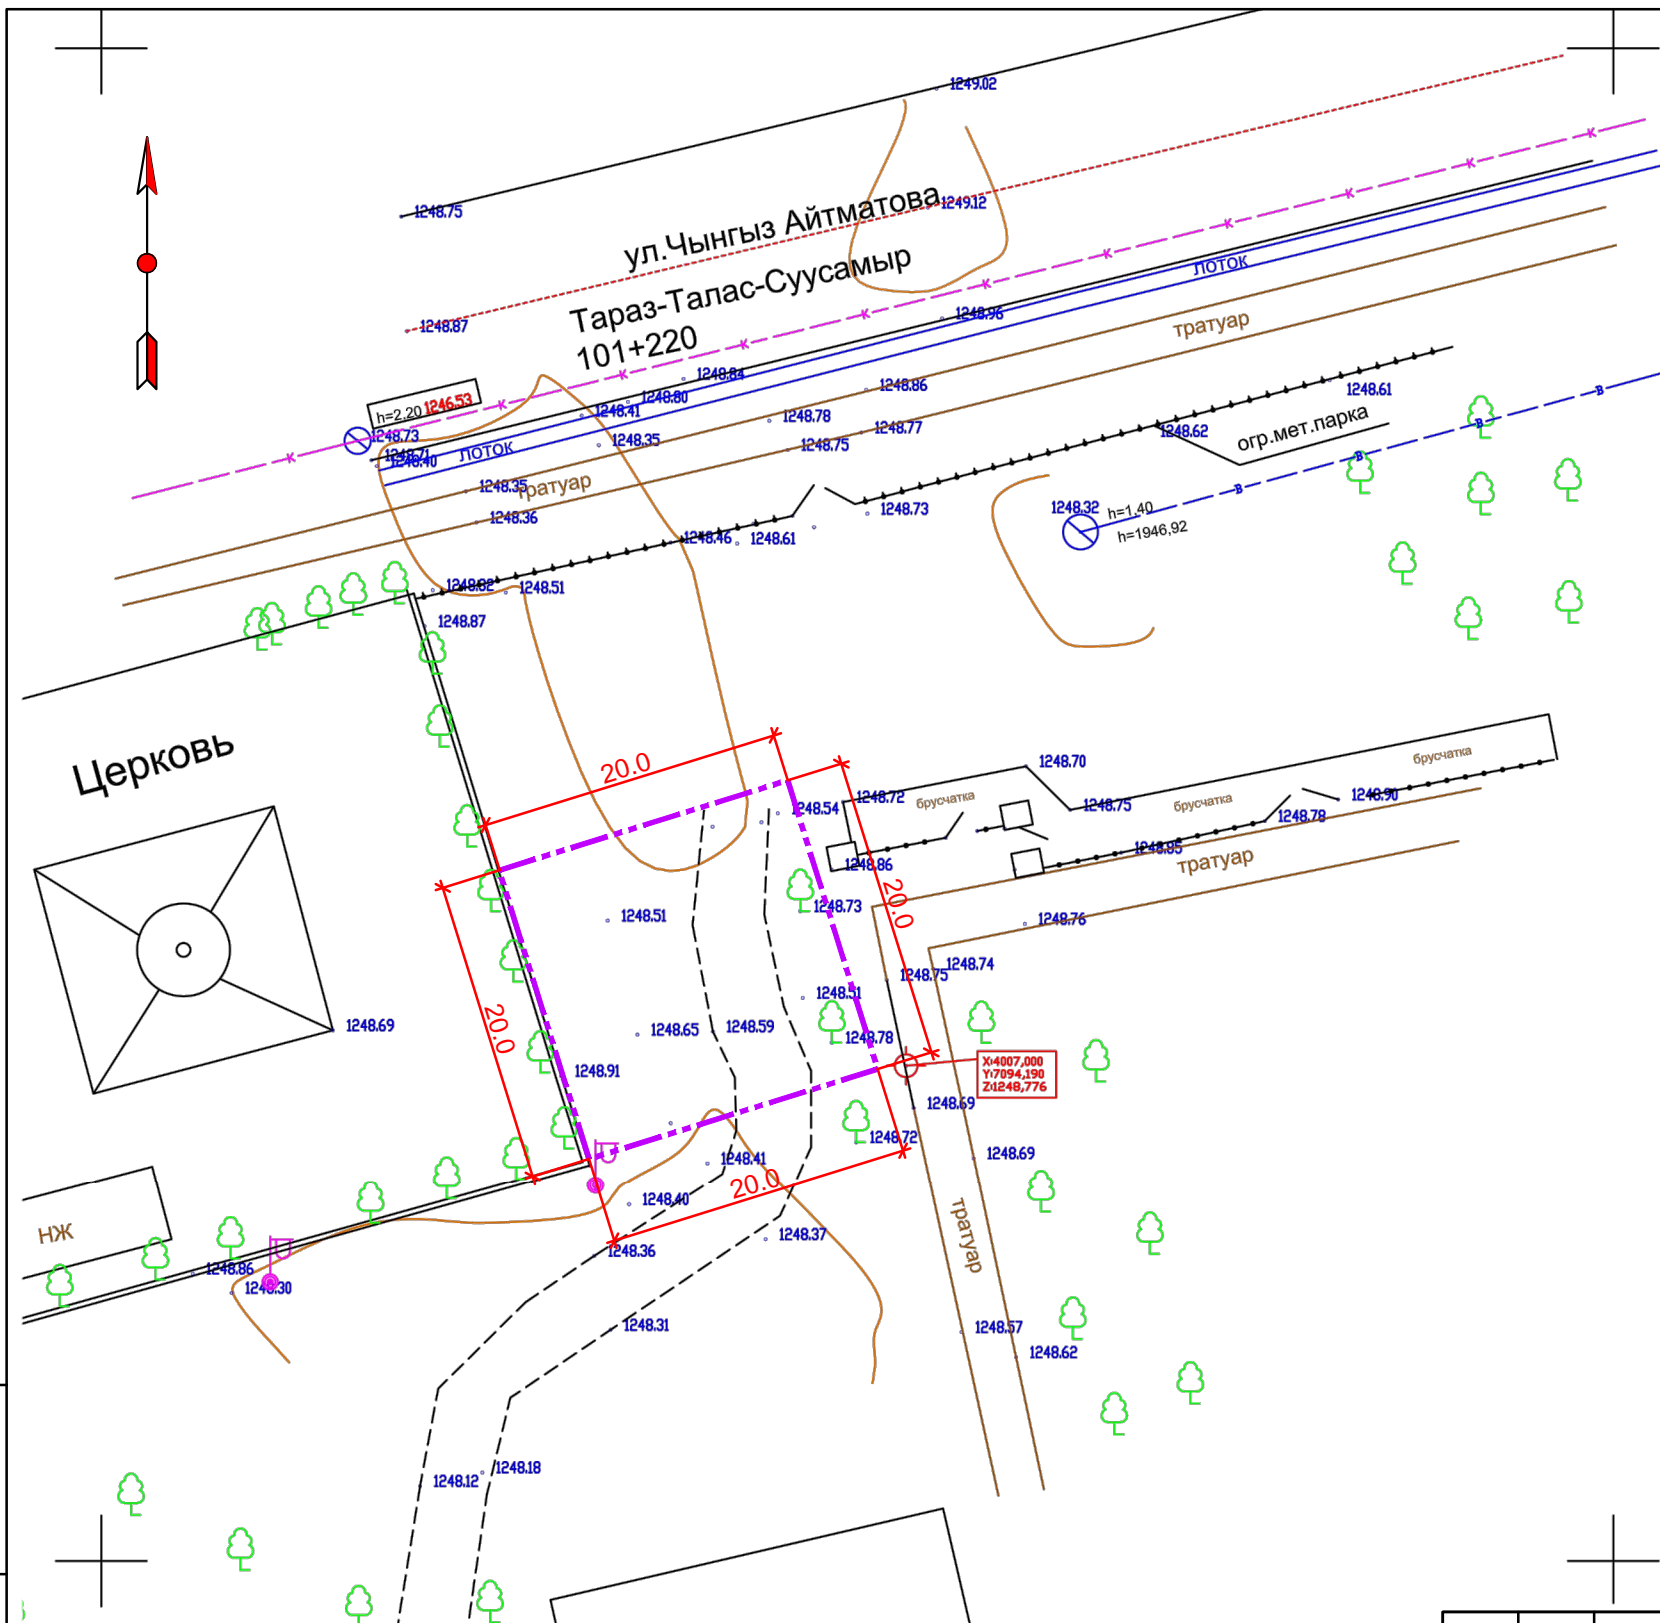 1249.02
1248.75
ул.Чынгыз Айтматова
1249.12
Тараз-Талас-Суусамыр
101+220
1248.87
лоток
1248.96
тратуар
1248.84
1248.86
1248.61
h=2,20 1246.53
1248.80
1248.41
1248.78
1248.77
1248.62
огр.мет.парка
1248.73
1248.71
1248.40
лоток
1248.35
1248.75
1248.35
тратуар
1248.36
1248.73
1248.32
h=1,40
h=1946,92
1248.46
1248.61
1248.82
1248.51
1248.87
Церковь
20.0
1248.70
брусчатка
1248.54
1248.72
брусчатка
1248.75
брусчатка
1248.90
1248.78
1248.86
1248.85
тратуар
20.0
1248.51
1248.73
1248.76
1248.74
1248.75
1248.51
20.0
1248.69
1248.65
1248.59
1248.78
1248.91
X:4007,000
Y:7094,190
Z:1248,776
1248.69
1248.72
1248.69
1248.41
20.0
1248.40
1248.37
1248.36
тратуар
НЖ
1248.86
1248.30
1248.31
1248.57
1248.62
1248.18
1248.12
К
К
К
К
К
К
К
К
К
К
К
В
В
В
В